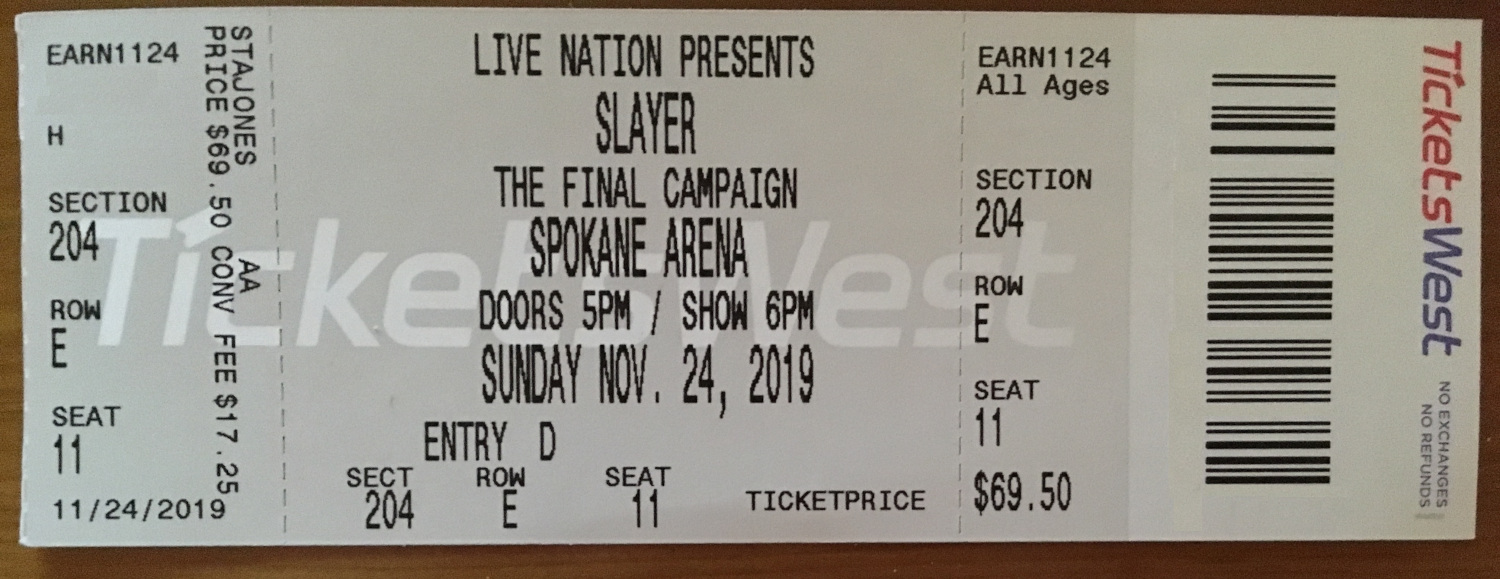 EARN1124
H
SECTION
204
ROW
E
SEAT
11
11/24/2019
STAJONES AA
PRICE $69.50 CONV FEE $17.25
TicketsWest
LIVE NATION PRESENTS
SLAYER
THE FINAL CAMPAIGN
SPOKANE ARENA
DOORS 5PM / SHOW 6PM
SUNDAY NOV. 24, 2019
ENTRY D
SECT ROW SEAT
204 E 11
TICKETPRICE
EARN1124
All Ages
SECTION
204
ROW
E
SEAT
11
$69.50
TicketsWest
NO EXCHANGES
NO REFUNDS